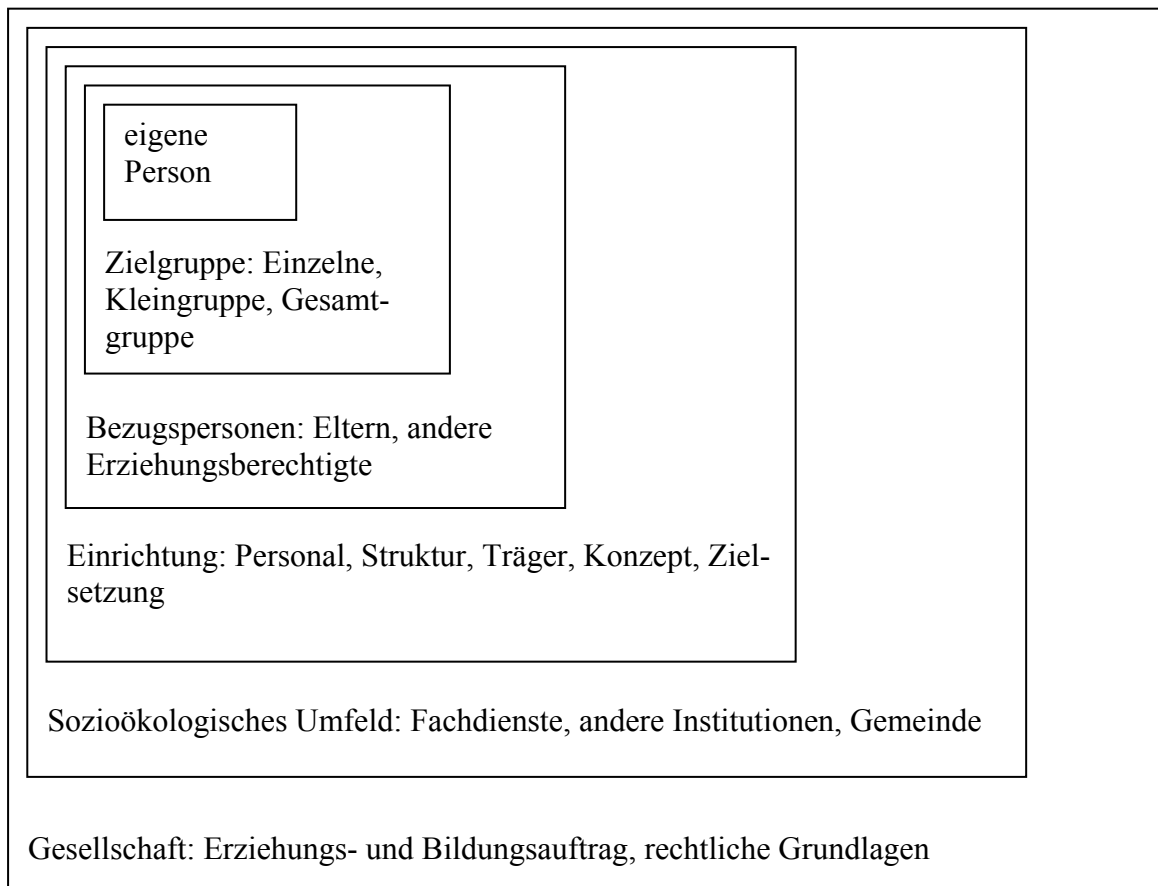 eigene
Person
Zielgruppe: Einzelne,
Kleingruppe, Gesamt-
gruppe
Bezugspersonen: Eltern, andere
Erziehungsberechtigte
Einrichtung: Personal, Struktur, Träger, Konzept, Ziel-
setzung
Sozioökologisches Umfeld: Fachdienste, andere Institutionen, Gemeinde
Gesellschaft: Erziehungs- und Bildungsauftrag, rechtliche Grundlagen